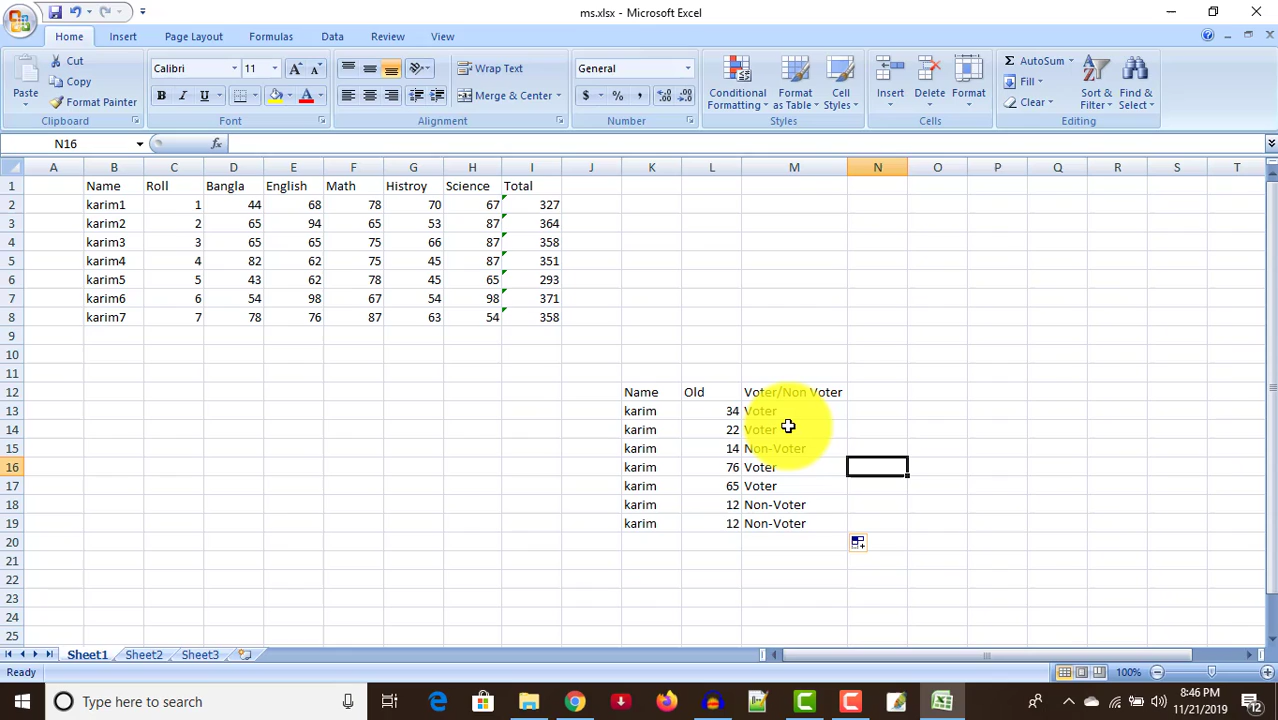 ms.xlsx - Microsoft Excel
Home Insert Page Layout Formulas Data Review View
Paste Cut Copy Format Painter Clipboard
Calibri 11 B I U A A A Font
Wrap Text Merge & Center Alignment
General $ % , Number
Conditional Formatting Format as Table Cell Styles Styles
Insert Delete Format Cells
Σ AutoSum Fill Clear Sort & Filter Find & Select Editing
N16 fx
A B C D E F G H I J K L M N O P Q R S T
1 Name Roll Bangla English Math Histroy Science Total
2 karim1 1 44 68 78 70 67 327
3 karim2 2 65 94 65 53 87 364
4 karim3 3 65 65 75 66 87 358
5 karim4 4 82 62 75 45 87 351
6 karim5 5 43 62 78 45 65 293
7 karim6 6 54 98 67 54 98 371
8 karim7 7 78 76 87 63 54 358
9
10
11
12 Name Old Voter/Non Voter
13 karim 34 Voter
14 karim 22 Voter
15 karim 14 Non-Voter
16 karim 76 Voter
17 karim 65 Voter
18 karim 12 Non-Voter
19 karim 12 Non-Voter
20
21
22
23
24
25
Sheet1 Sheet2 Sheet3
Ready 100%
Type here to search 8:46 PM
11/21/2019 12